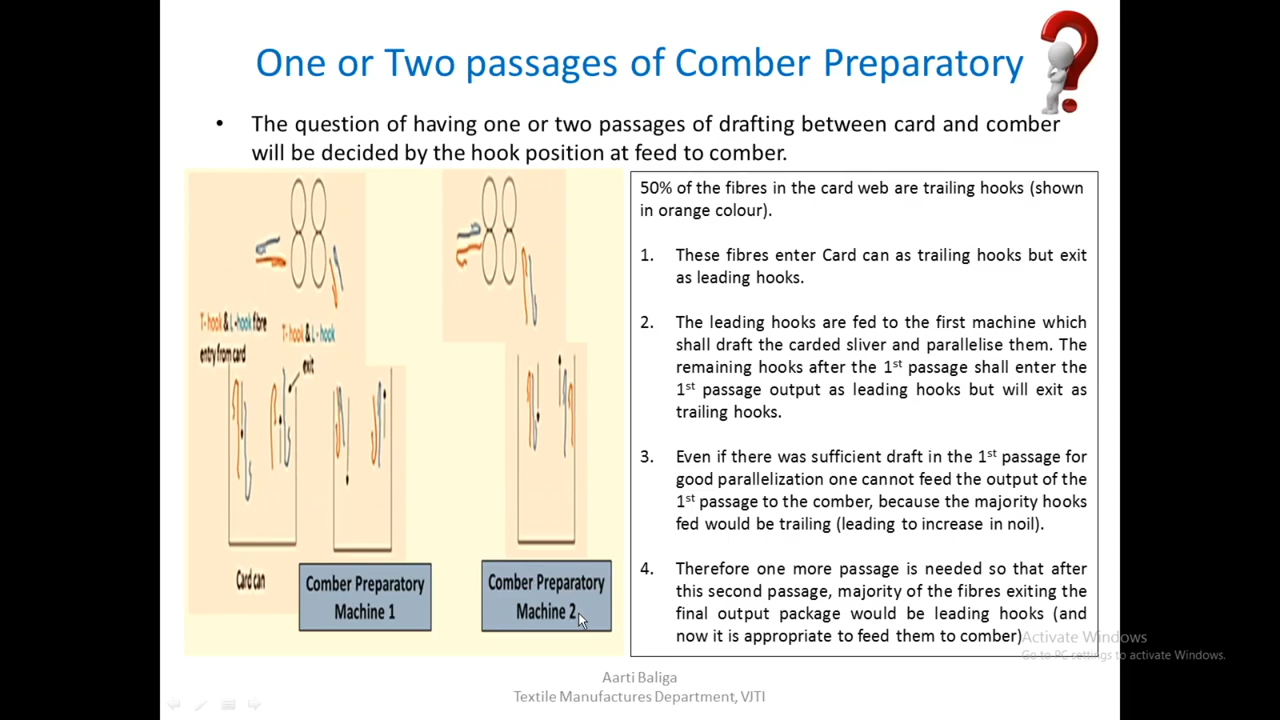 One or Two passages of Comber Preparatory
• The question of having one or two passages of drafting between card and comber
will be decided by the hook position at feed to comber.
T- hook & L -hook fibre
entry from card
T- hook & L - hook
exit
Card can
Comber Preparatory
Machine 1
Comber Preparatory
Machine 2
50% of the fibres in the card web are trailing hooks (shown
in orange colour).
1. These fibres enter Card can as trailing hooks but exit
as leading hooks.
2. The leading hooks are fed to the first machine which
shall draft the carded sliver and parallelise them. The
remaining hooks after the 1st passage shall enter the
1st passage output as leading hooks but will exit as
trailing hooks.
3. Even if there was sufficient draft in the 1st passage for
good parallelization one cannot feed the output of the
1st passage to the comber, because the majority hooks
fed would be trailing (leading to increase in noil).
4. Therefore one more passage is needed so that after
this second passage, majority of the fibres exiting the
final output package would be leading hooks (and
now it is appropriate to feed them to comber)
Activate Windows
Go to PC settings to activate Windows.
Aarti Baliga
Textile Manufactures Department, VJTI